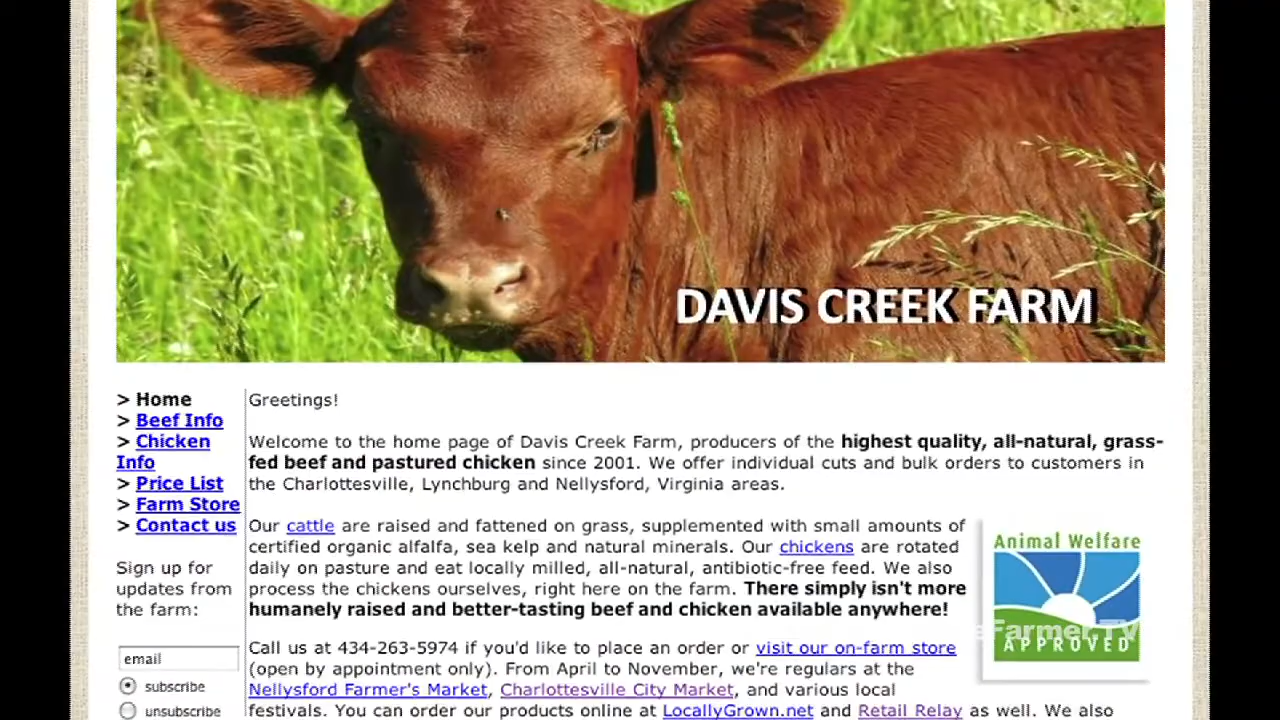 DAVIS CREEK FARM
> Home
> Beef Info
> Chicken
Info
> Price List
> Farm Store
> Contact us
Sign up for
updates from
the farm:
email
subscribe
unsubscribe
Greetings!
Welcome to the home page of Davis Creek Farm, producers of the highest quality, all-natural, grass-
fed beef and pastured chicken since 2001. We offer individual cuts and bulk orders to customers in
the Charlottesville, Lynchburg and Nellysford, Virginia areas.
Our cattle are raised and fattered on grass, supplemented with small amounts of
certified organic alfalfa, sea kelp and natural minerals. Our chickens are rotated
daily on pasture and eat locally milled, all-natural, antibiotic-free feed. We also
process the chickens ourselves, right here on the farm. There simply isn't more
humanely raised and better-tasting beef and chicken available anywhere!
Call us at 434-263-5974 if you'd like to place an order or visit our on-farm store
(open by appointment only). From April to November, we're regulars at the
Nellysford Farmer's Market, Charlottesville City Market, and various local
festivals. You can order our products online at LocallyGrown.net and Retail Relay as well. We also
Animal Welfare
eFarmer.TV
APPROVED